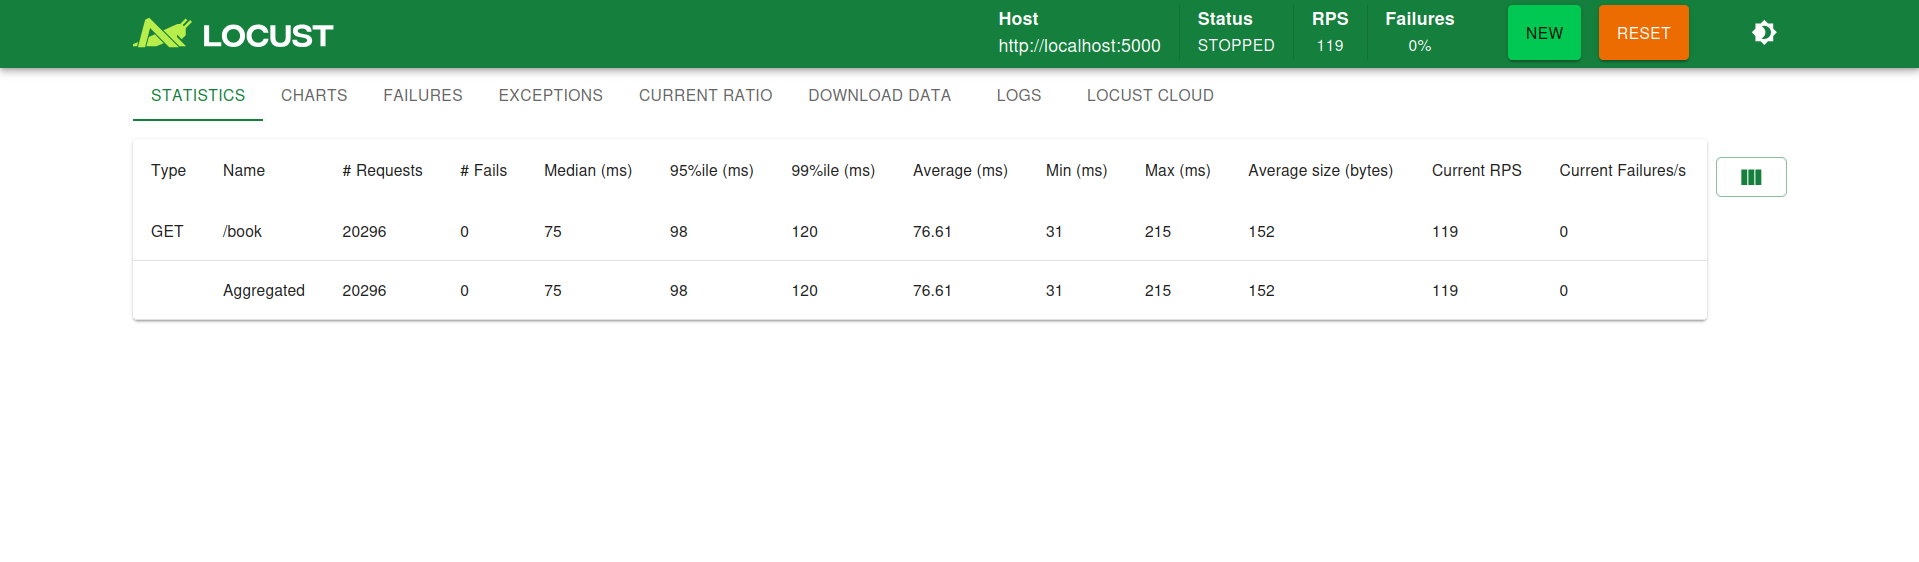 LOCUST
Host Status RPS Failures
http://localhost:5000 STOPPED 119 0%
NEW RESET
STATISTICS CHARTS FAILURES EXCEPTIONS CURRENT RATIO DOWNLOAD DATA LOGS LOCUST CLOUD
Type Name # Requests # Fails Median (ms) 95%ile (ms) 99%ile (ms) Average (ms) Min (ms) Max (ms) Average size (bytes) Current RPS Current Failures/s
GET /book 20296 0 75 98 120 76.61 31 215 152 119 0
Aggregated 20296 0 75 98 120 76.61 31 215 152 119 0